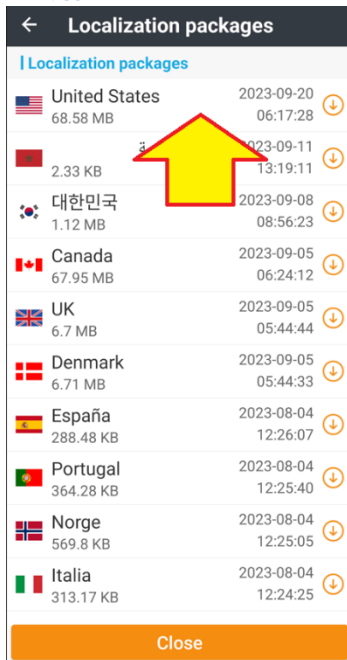 Localization packages
Localization packages
United States
2023-09-20
68.58 MB
06:17:28
2023-09-11
2.33 KB
13:19:11
대한민국
2023-09-08
1.12 MB
08:56:23
Canada
2023-09-05
67.95 MB
06:24:12
UK
2023-09-05
6.7 MB
05:44:44
Denmark
2023-09-05
6.71 MB
05:44:33
España
2023-08-04
288.48 KB
12:26:07
Portugal
2023-08-04
364.28 KB
12:25:40
Norge
2023-08-04
569.8 KB
12:25:05
Italia
2023-08-04
313.17 KB
12:24:25
Close